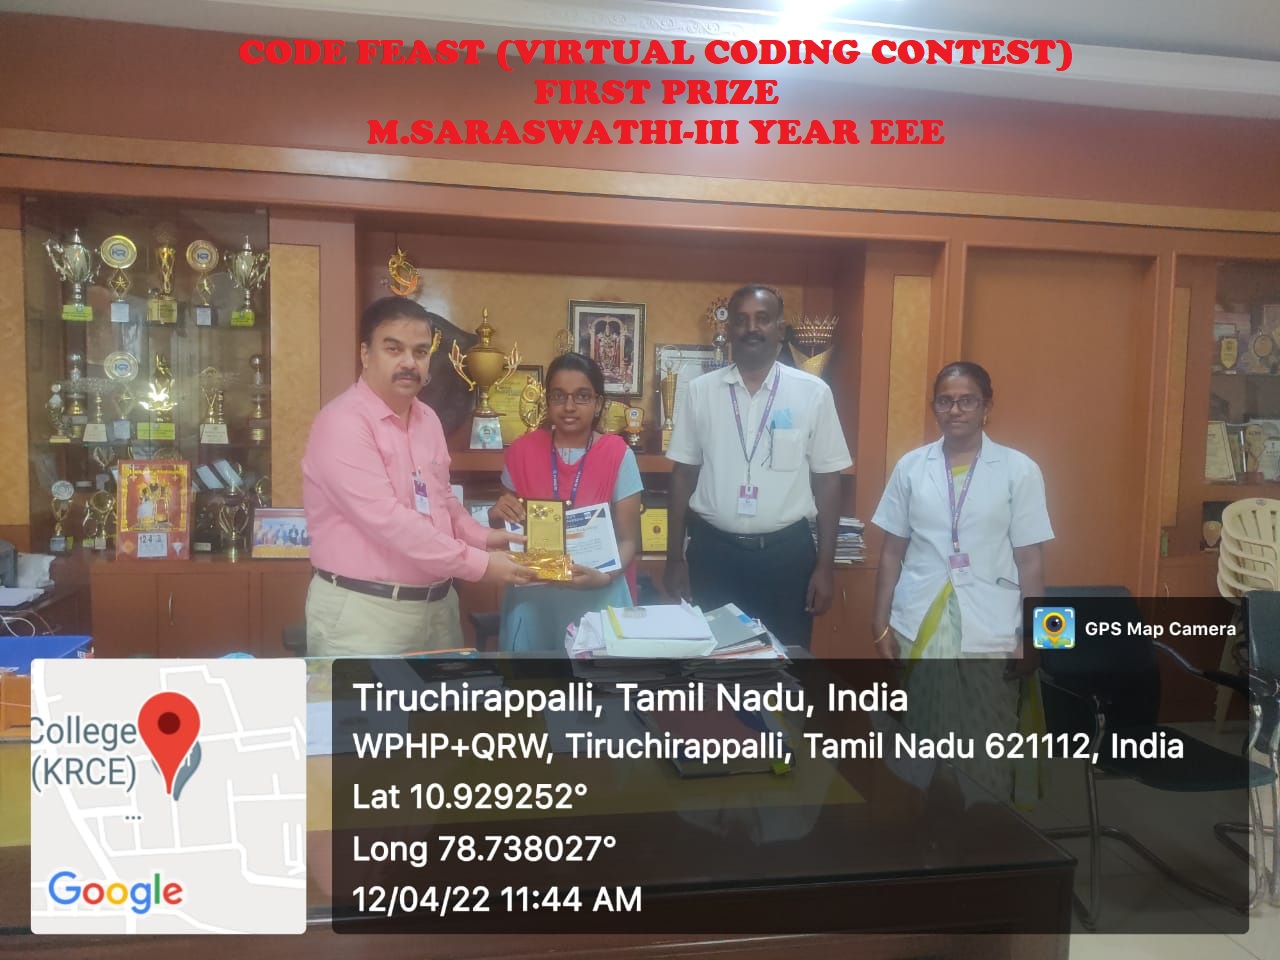 CODE FEAST (VIRTUAL CODING CONTEST)
FIRST PRIZE
M.SARASWATHI-III YEAR EEE
GPS Map Camera
College
(KRCE)
...
Google
Tiruchirappalli, Tamil Nadu, India
WPHP+QRW, Tiruchirappalli, Tamil Nadu 621112, India
Lat 10.929252°
Long 78.738027°
12/04/22 11:44 AM